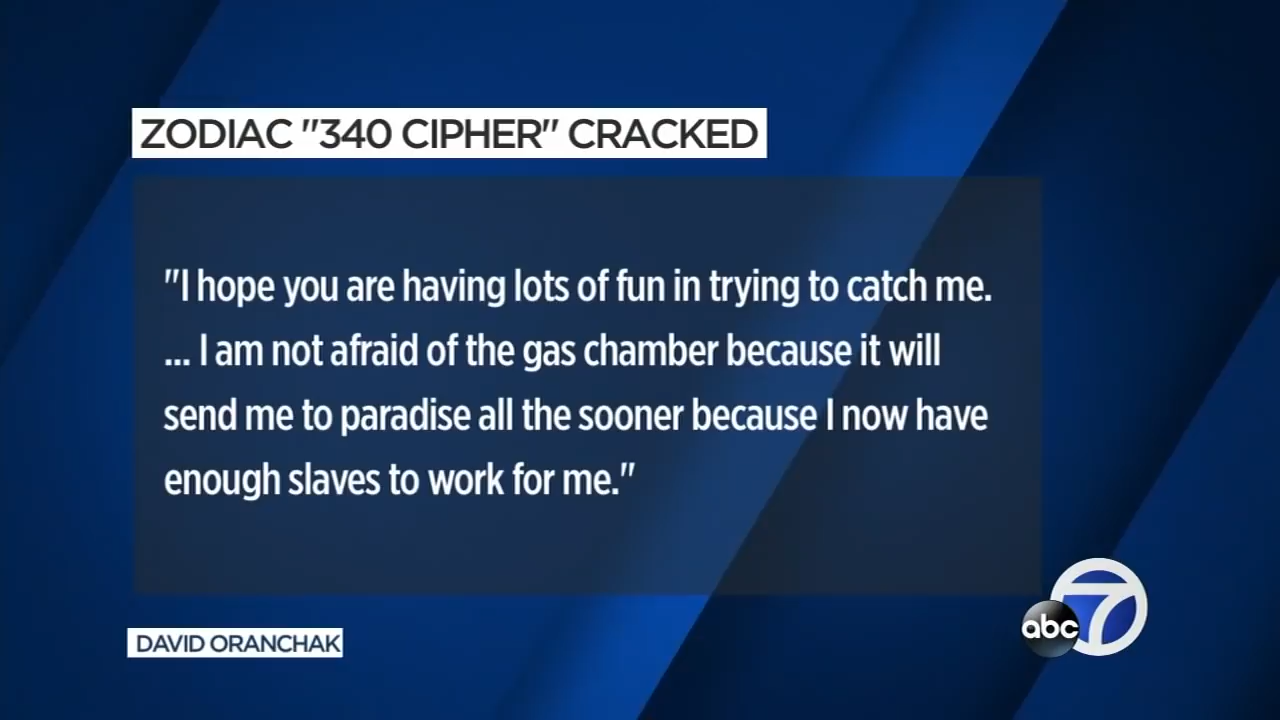 ZODIAC "340 CIPHER" CRACKED
"I hope you are having lots of fun in trying to catch me.
... I am not afraid of the gas chamber because it will
send me to paradise all the sooner because I now have
enough slaves to work for me."
DAVID ORANCHAK
abc 7